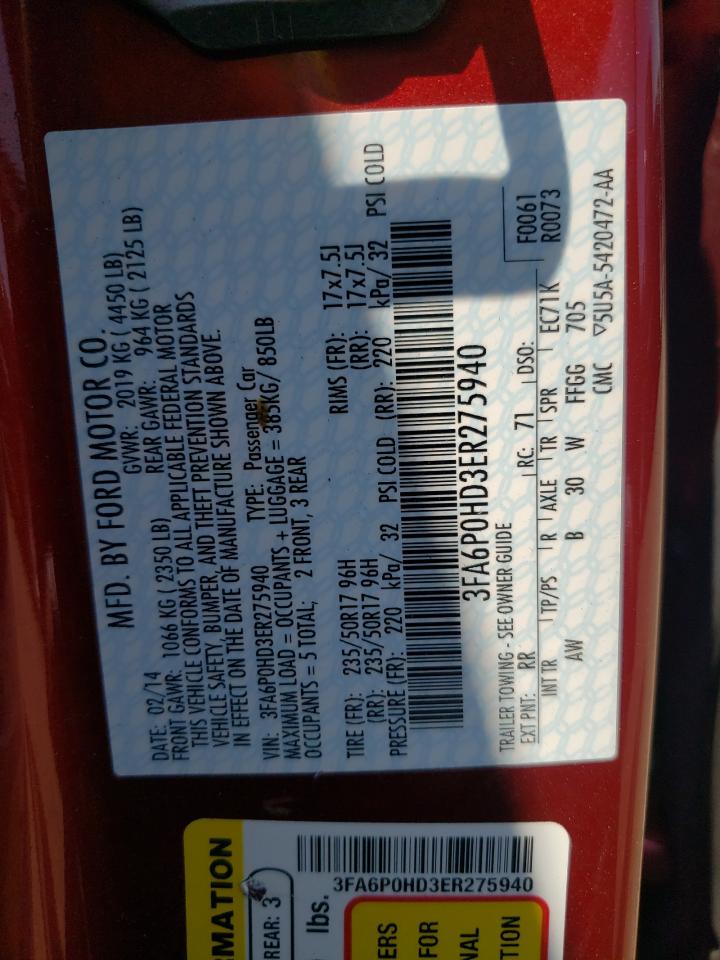 MFD. BY FORD MOTOR CO.
DATE: 02/14 GVWR: 2019 KG ( 4450 LB)
FRONT GAWR: 1066 KG ( 2350 LB) REAR GAWR: 964 KG ( 2125 LB)
THIS VEHICLE CONFORMS TO ALL APPLICABLE FEDERAL MOTOR
VEHICLE SAFETY, BUMPER, AND THEFT PREVENTION STANDARDS
IN EFFECT ON THE DATE OF MANUFACTURE SHOWN ABOVE.
VIN: 3FA6P0HD3ER275940 TYPE: Passenger Car
MAXIMUM LOAD = OCCUPANTS + LUGGAGE = 385KG/ 850LB
OCCUPANTS = 5 TOTAL; 2 FRONT, 3 REAR
TIRE (FR): 235/50R17 96H RIMS (FR): 17x7.5J
(RR): 235/50R17 96H (RR): 17x7.5J
PRESSURE (FR): 220 kPa/ 32 PSI COLD (RR): 220 kPa/ 32 PSI COLD
3FA6P0HD3ER275940
TRAILER TOWING - SEE OWNER GUIDE F0061
EXT PNT: RR RC: 71 DSO: R0073
INT TR TP/PS R AXLE TR SPR EC71K
AW B 30 W FFGG 705
CMC ▽5U5A-5420472-AA
RMATION
REAR: 3
lbs.
3FA6P0HD3ER275940
ERS
FOR
NAL
TION